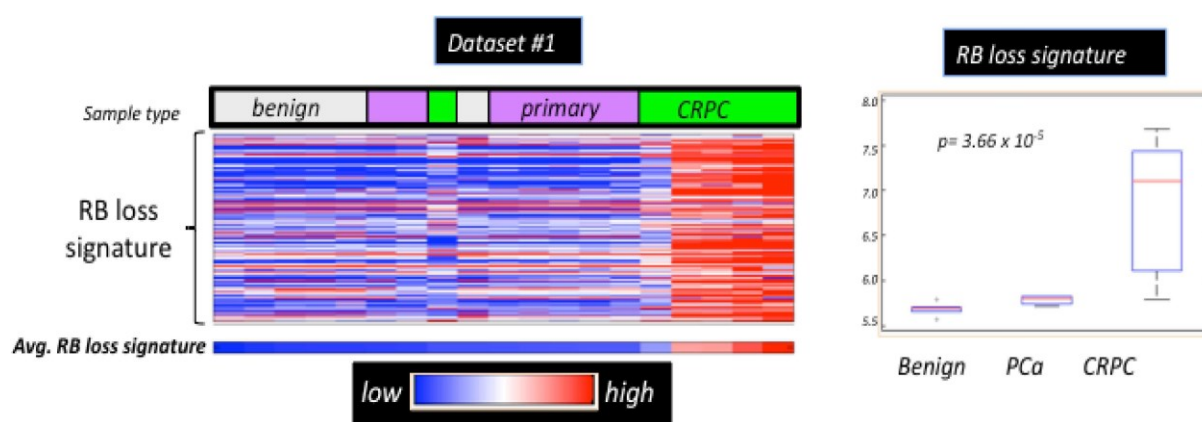 Dataset #1
RB loss signature
Sample type
benign
primary
CRPC
RB loss
signature
Avg. RB loss signature
low
high
8.0
p= 3.66 x 10⁻⁵
7.5
7.0
6.5
6.0
5.5
Benign PCa CRPC